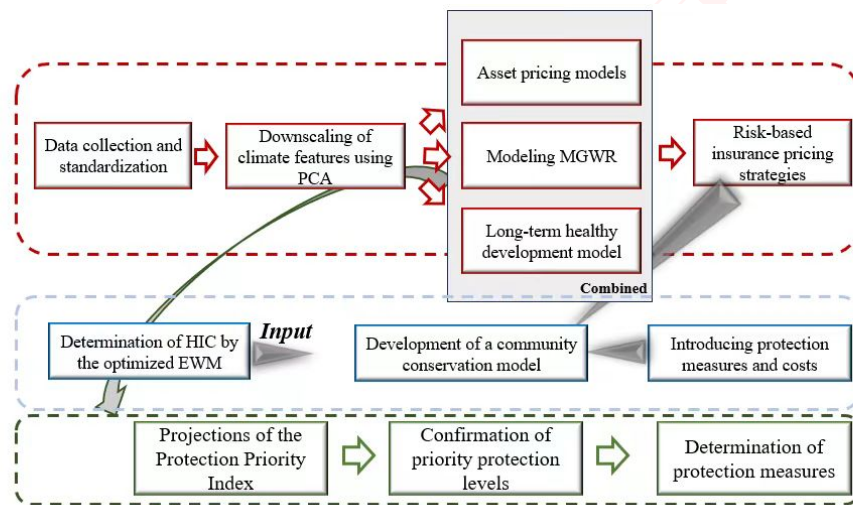 Asset pricing models
Data collection and
standardization
Downscaling of
climate features using
PCA
Modeling MGWR
Risk-based
insurance pricing
strategies
Long-term healthy
development model
Combined
Determination of HIC by
the optimized EWM
Input
Development of a community
conservation model
Introducing protection
measures and costs
Projections of the
Protection Priority
Index
Confirmation of
priority protection
levels
Determination of
protection measures